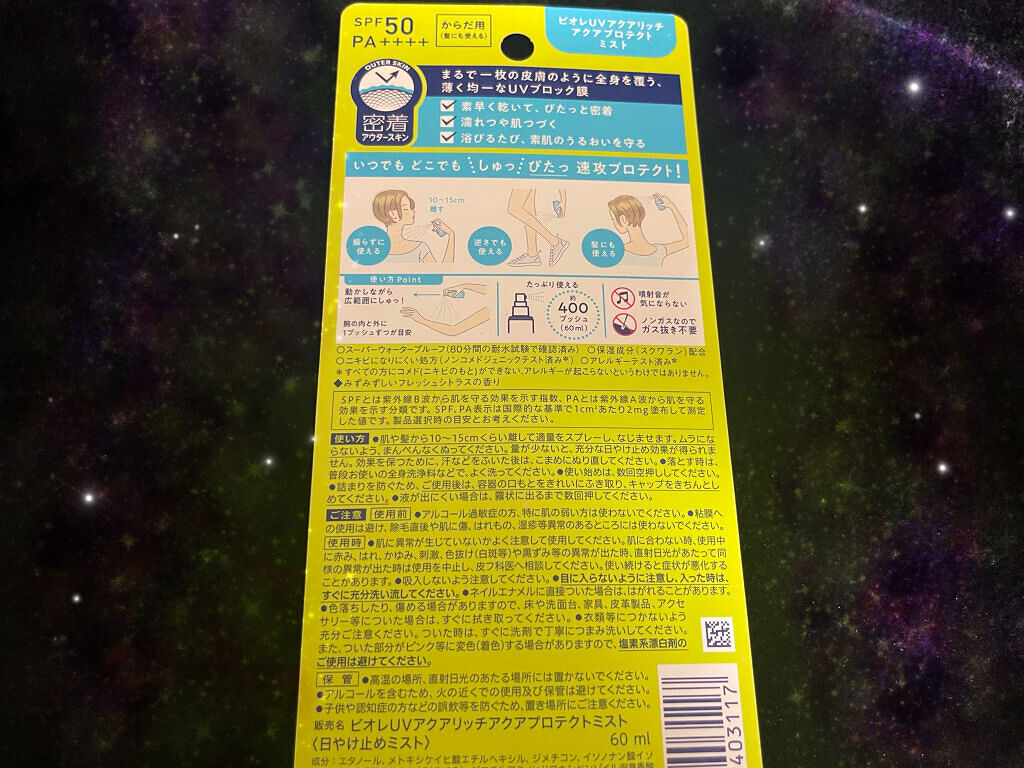 SPF50
PA++++
からだ用
(髪にも使える)
ビオレUVアクアリッチ
アクアプロテクト
ミスト
OUTER SKIN
密着
アウタースキン
まるで一枚の皮膚のように全身を覆う、
薄く均一なUVブロック膜
素早く乾いて、ぴたっと密着
濡れつや肌つづく
浴びるたび、素肌のうるおいを守る
いつでも どこでも しゅっ ぴたっ 速攻プロテクト!
10~15cm
離す
振らずに
使える
逆さでも
使える
髪にも
使える
使い方Point
動かしながら
広範囲にしゅっ!
腕の内と外に
1プッシュずつが目安
たっぷり使える
約
400
プッシュ
(60mℓ)
噴射音が
気にならない
ノンガスなので
ガス抜き不要
○スーパーウォータープルーフ(80分間の耐水試験で確認済み) ○保湿成分(スクワラン)配合
○ニキビになりにくい処方(ノンコメドジェニックテスト済み*) ○アレルギーテスト済み*
*すべての方にコメド(ニキビのもと)ができない、アレルギーが起こらないというわけではありません。
◆みずみずしいフレッシュシトラスの香り
SPFとは紫外線B波から肌を守る効果を示す指数、PAとは紫外線A波から肌を守る
効果を示す分類です。SPF、PA表示は国際的な基準で1cm²あたり2mg塗布して測定
した値です。製品選択時の目安とお考えください。
使い方 ●肌や髪から10~15cmくらい離して適量をスプレーし、なじませます。ムラにな
らないよう、まんべんなくぬってください。量が少ないと、充分な日やけ止め効果が得られま
せん。効果を保つために、汗などをふいた後は、こまめにぬり直してください。●落とす時は、
普段お使いの全身洗浄料などで、よく洗ってください。●使い始めは、数回空押ししてください。
●詰まりを防ぐため、ご使用後は、容器の口もとをきれいにふき取り、キャップをきちんとし
めてください。●液が出にくい場合は、霧状に出るまで数回押してください。
ご注意 使用前 ●アルコール過敏症の方、特に肌の弱い方は使わないでください。●粘膜へ
の使用は避け、除毛直後や肌に傷、はれもの、湿疹等異常のあるところには使わないでください。
使用時 ●肌に異常が生じていないかよく注意して使用してください。肌に合わない時、使用中
に赤み、はれ、かゆみ、刺激、色抜け(白斑等)や黒ずみ等の異常が出た時、直射日光があたって同
様の異常が出た時は使用を中止し、皮フ科医へ相談してください。使い続けると症状が悪化する
ことがあります。●吸入しないよう注意してください。●目に入らないように注意し、入った時は、
すぐに充分洗い流してください。●ネイルエナメルに直接ついた場合は、はがれることがあります。
●色落ちしたり、傷める場合がありますので、床や洗面台、家具、皮革製品、アクセ
サリー等についた場合は、すぐに拭き取ってください。●衣類等につかないよう
充分ご注意ください。ついた時は、すぐに洗剤で丁寧につまみ洗いしてください。
また、ついた部分がピンク等に変色(着色)する場合がありますので、塩素系漂白剤の
ご使用は避けてください。
保 管 ●高温の場所、直射日光のあたる場所には置かないでください。
●アルコールを含むため、火の近くでの使用及び保管は避けてください。
●子供や認知症の方などの誤飲等を防ぐため、置き場所にご注意ください。
販売名 ビオレUVアクアリッチアクアプロテクトミスト
〈日やけ止めミスト〉 60 mℓ
成分:エタノール、メトキシケイヒ酸エチルヘキシル、ジメチコン、イソノナン酸イソ
403117